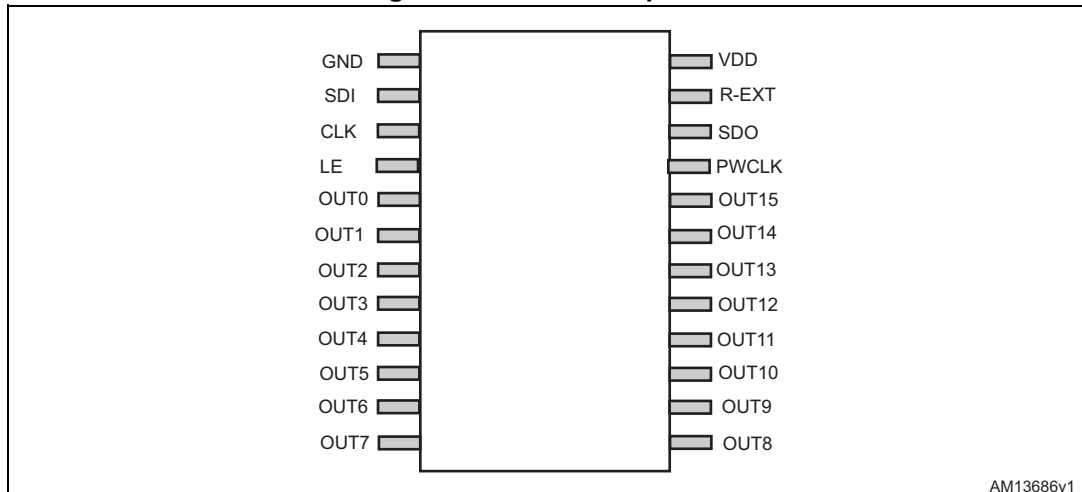 GND VDD
SDI R-EXT
CLK SDO
LE PWCLK
OUT0 OUT15
OUT1 OUT14
OUT2 OUT13
OUT3 OUT12
OUT4 OUT11
OUT5 OUT10
OUT6 OUT9
OUT7 OUT8
AM13686v1